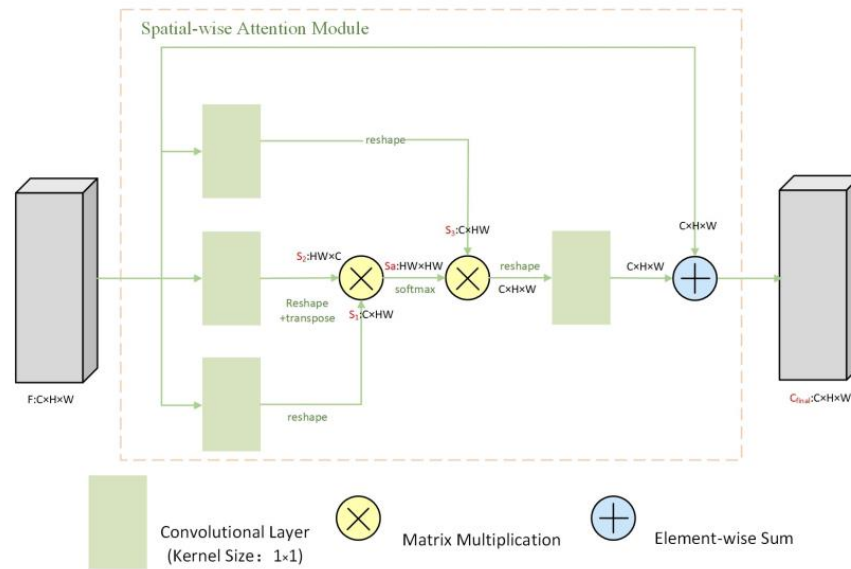 Spatial-wise Attention Module
reshape
C×H×W
S₃:C×HW
S₂:HW×C
Sa:HW×HW
reshape
C×H×W
Reshape
+transpose
softmax
C×H×W
S₁:C×HW
F:C×H×W
reshape
C_final:C×H×W
Convolutional Layer
(Kernel Size：1×1)
Matrix Multiplication
Element-wise Sum